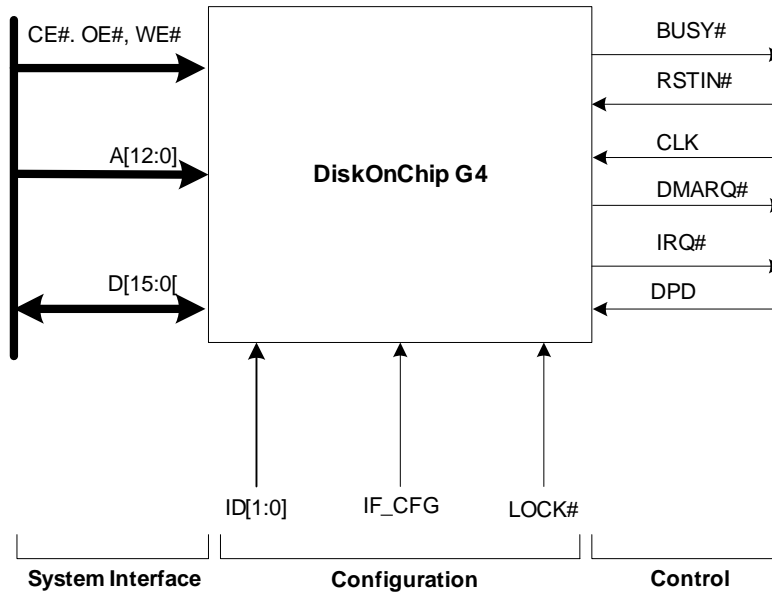 CE#. OE#, WE#
A[12:0]
D[15:0[
DiskOnChip G4
BUSY#
RSTIN#
CLK
DMARQ#
IRQ#
DPD
ID[1:0]
IF_CFG
LOCK#
System Interface
Configuration
Control